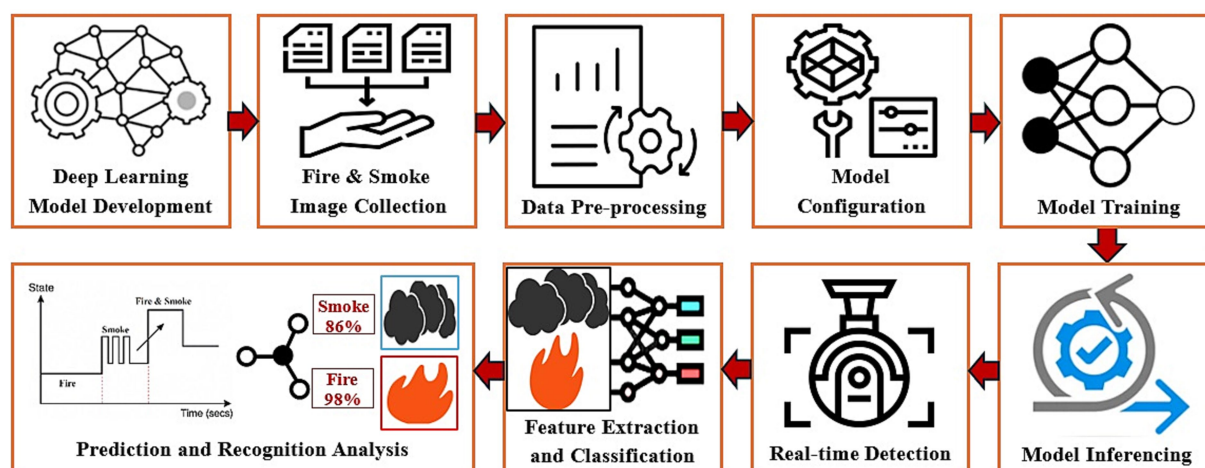 Deep Learning
Model Development
Fire & Smoke
Image Collection
Data Pre-processing
Model
Configuration
Model Training
State
Fire & Smoke
Smoke
Fire
Time (secs)
Smoke
86%
Fire
98%
Prediction and Recognition Analysis
Feature Extraction
and Classification
Real-time Detection
Model Inferencing